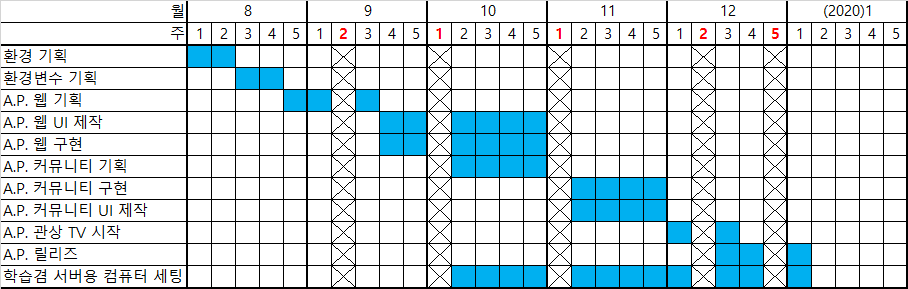 월 8 9 10 11 12 (2020)1
주 1 2 3 4 5 1 2 3 4 5 1 2 3 4 5 1 2 3 4 5 1 2 3 4 5 1 2 3 4 5
환경 기획
환경변수 기획
A.P. 웹 기획
A.P. 웹 UI 제작
A.P. 웹 구현
A.P. 커뮤니티 기획
A.P. 커뮤니티 구현
A.P. 커뮤니티 UI 제작
A.P. 관상 TV 시작
A.P. 릴리즈
학습겸 서버용 컴퓨터 세팅